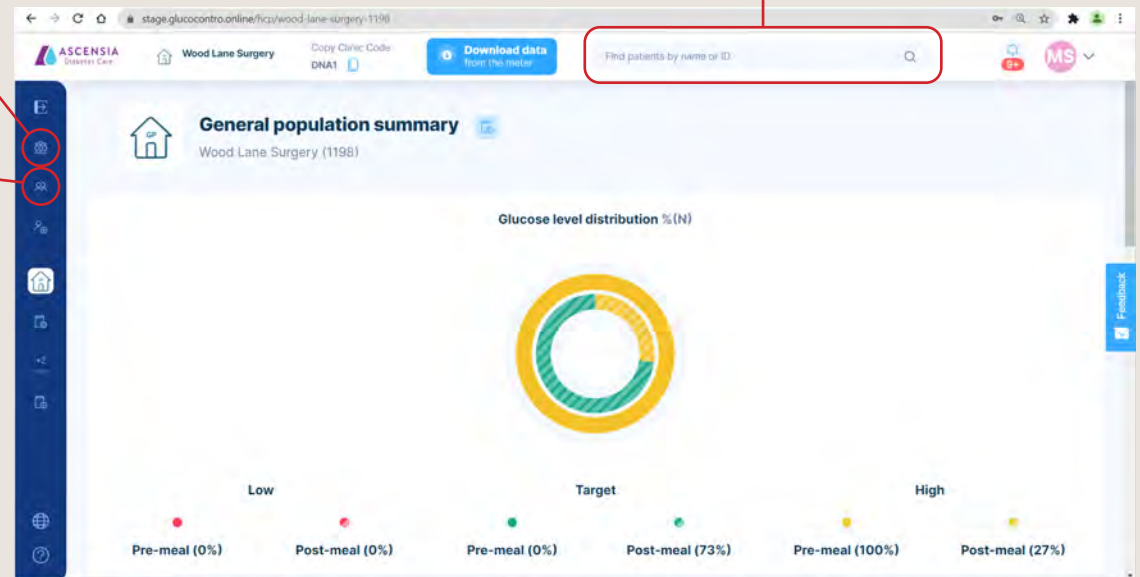 stage.glucocontro.online/hcp/wood-lane-surgery-1198
ASCENSIA
Diabetes Care
Wood Lane Surgery
Copy Clinic Code
DNA1
Download data
from the meter
Find patients by name or ID
9+
MS
General population summary
GP
Wood Lane Surgery (1198)
Glucose level distribution %(N)
Feedback
+2
Low
Target
High
Pre-meal (0%)
Post-meal (0%)
Pre-meal (0%)
Post-meal (73%)
Pre-meal (100%)
Post-meal (27%)